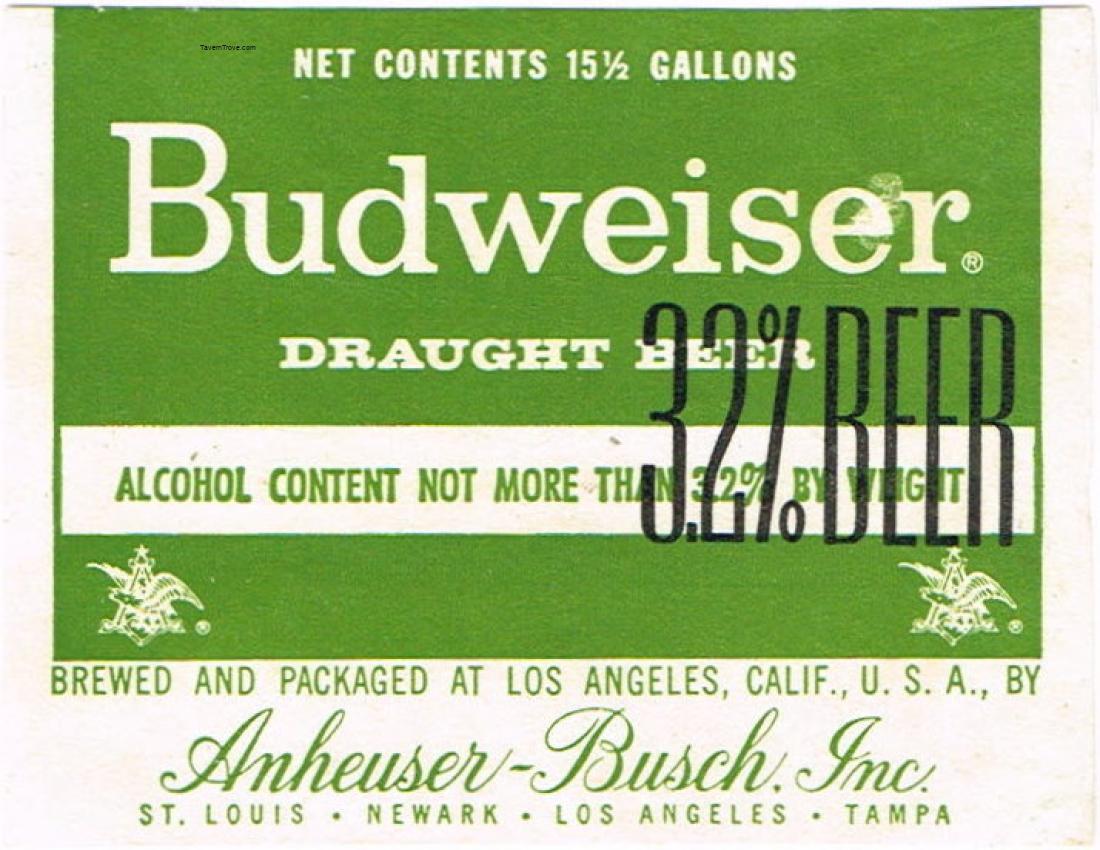 TavernTrove.com
NET CONTENTS 15½ GALLONS
Budweiser®
DRAUGHT BEER
3.2% BEER
ALCOHOL CONTENT NOT MORE THAN 3.2% BY WEIGHT
® ®
BREWED AND PACKAGED AT LOS ANGELES, CALIF., U. S. A., BY
Anheuser-Busch, Inc.
ST. LOUIS • NEWARK • LOS ANGELES • TAMPA